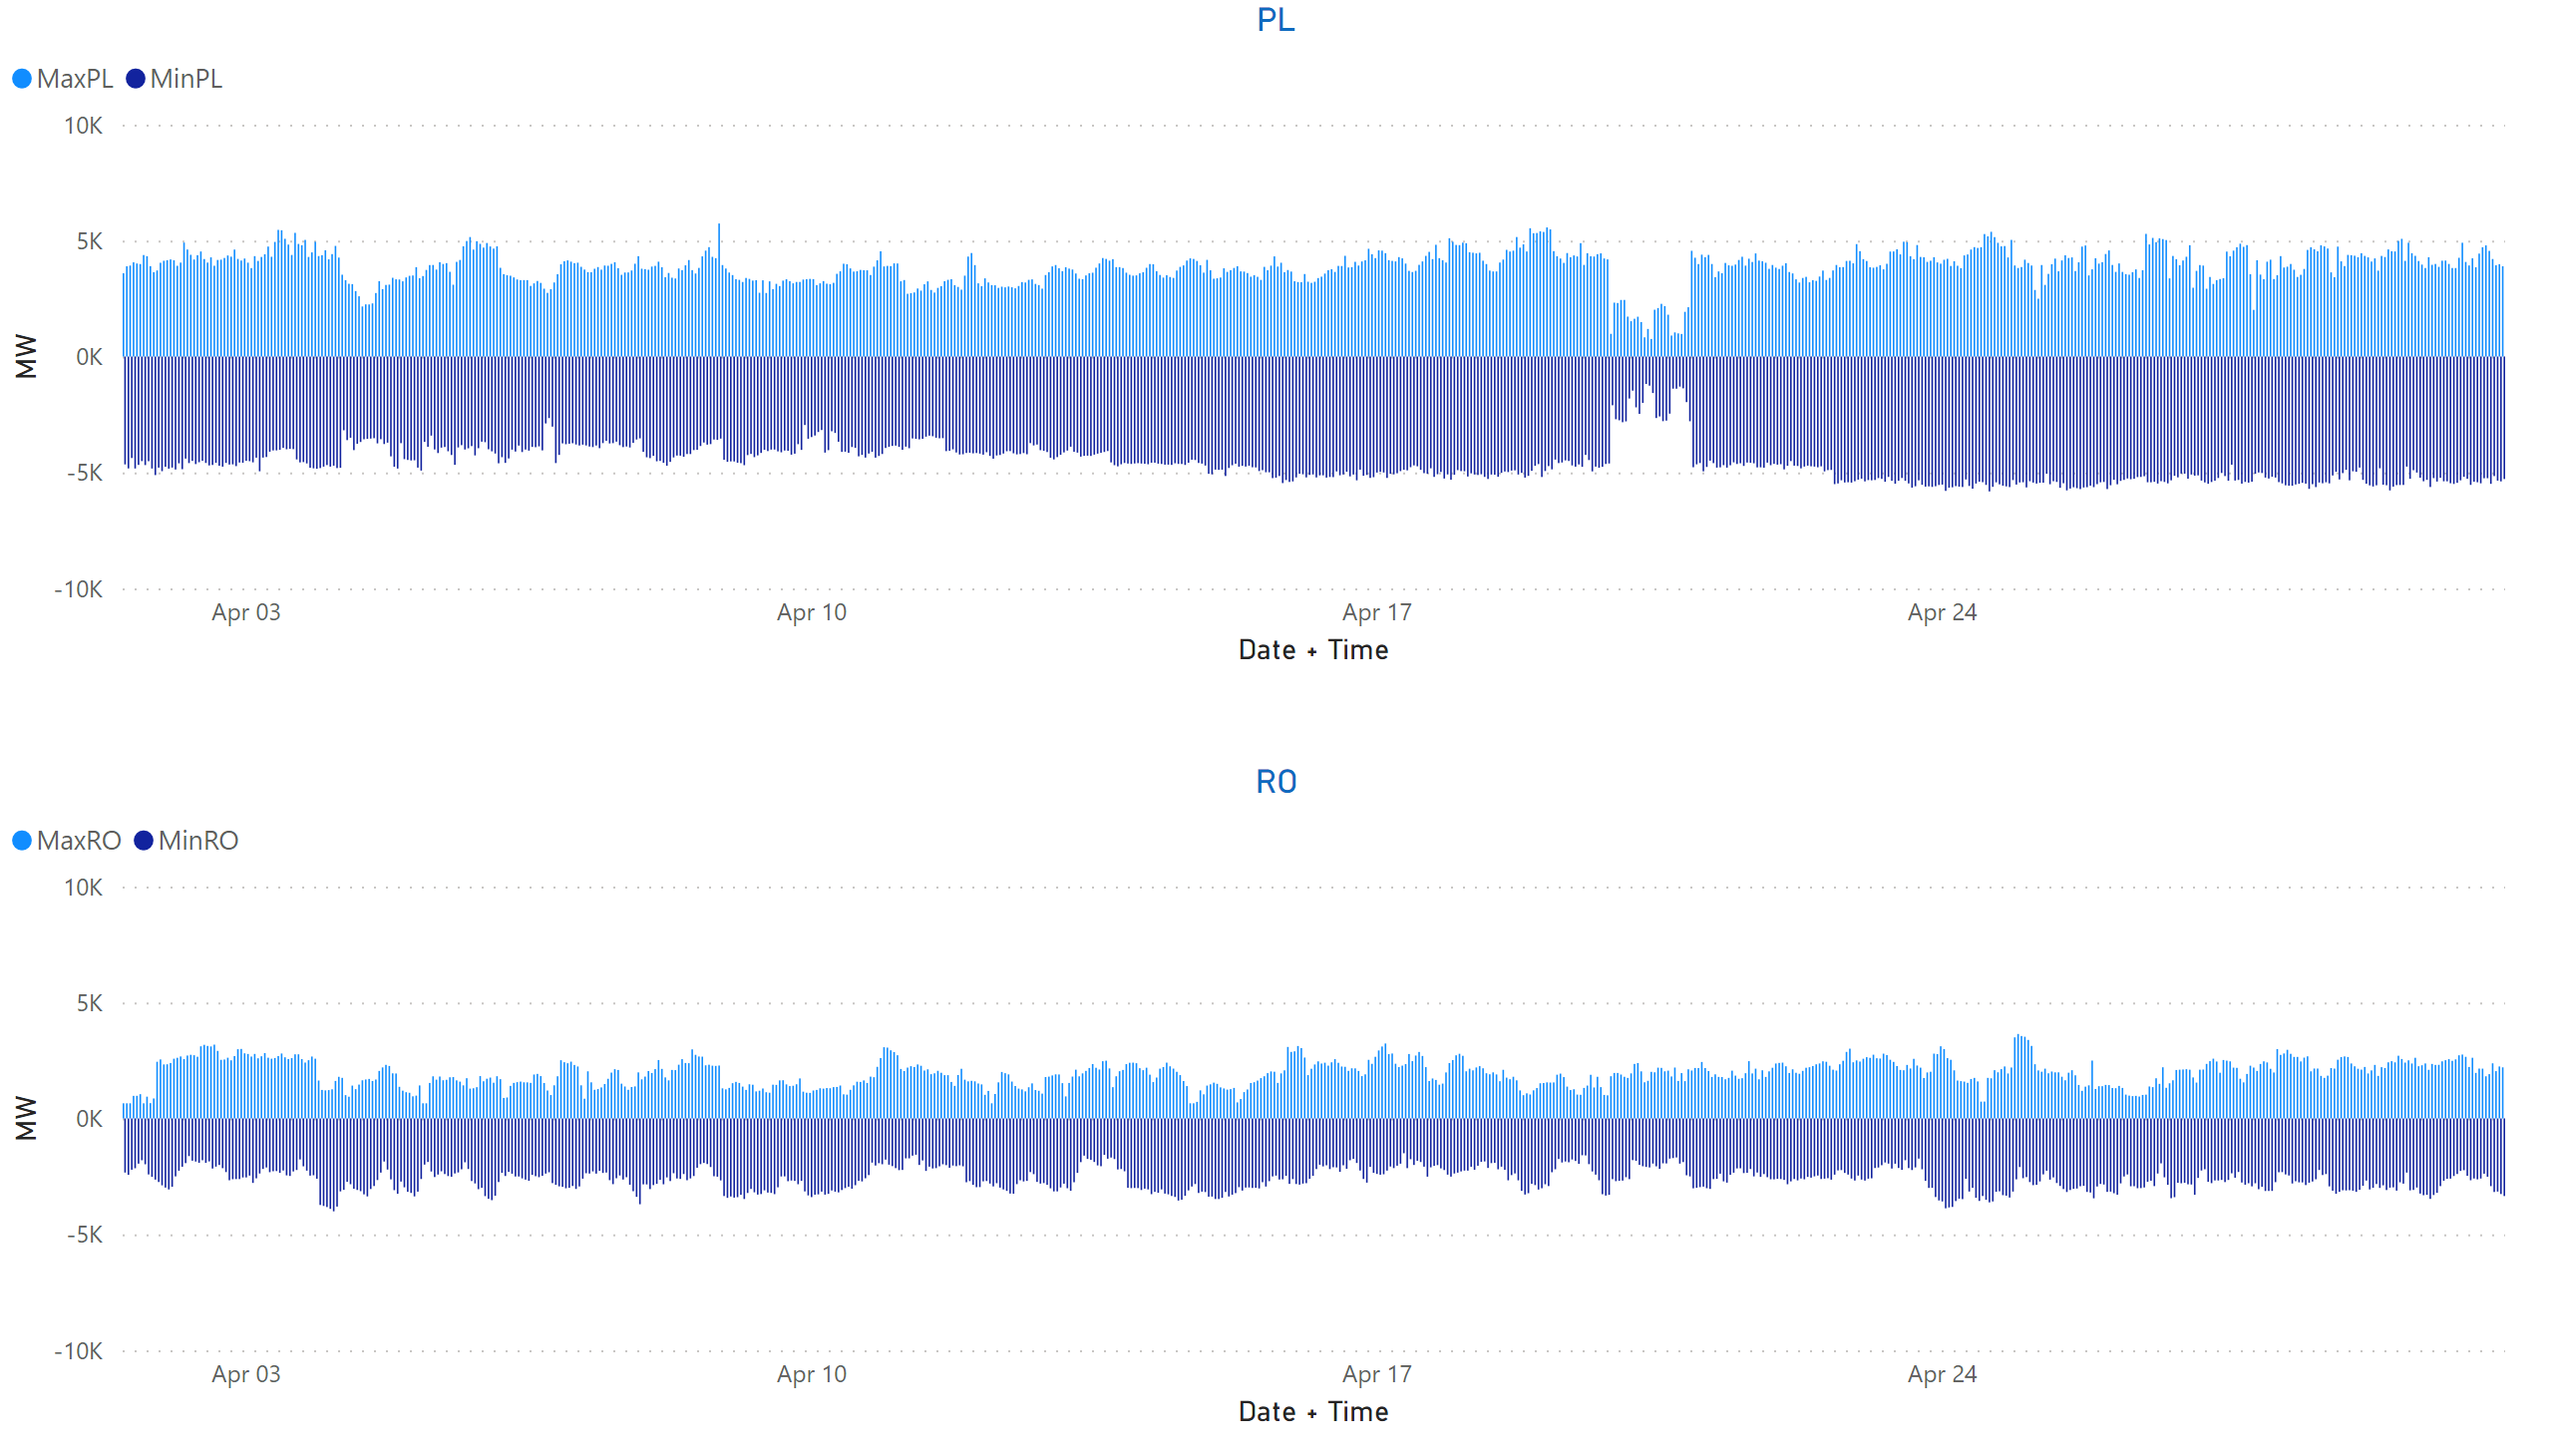 PL
MaxPL MinPL
10K
5K
0K
-5K
-10K
MW
Apr 03 Apr 10 Apr 17 Apr 24
Date + Time
RO
MaxRO MinRO
10K
5K
0K
-5K
-10K
MW
Apr 03 Apr 10 Apr 17 Apr 24
Date + Time